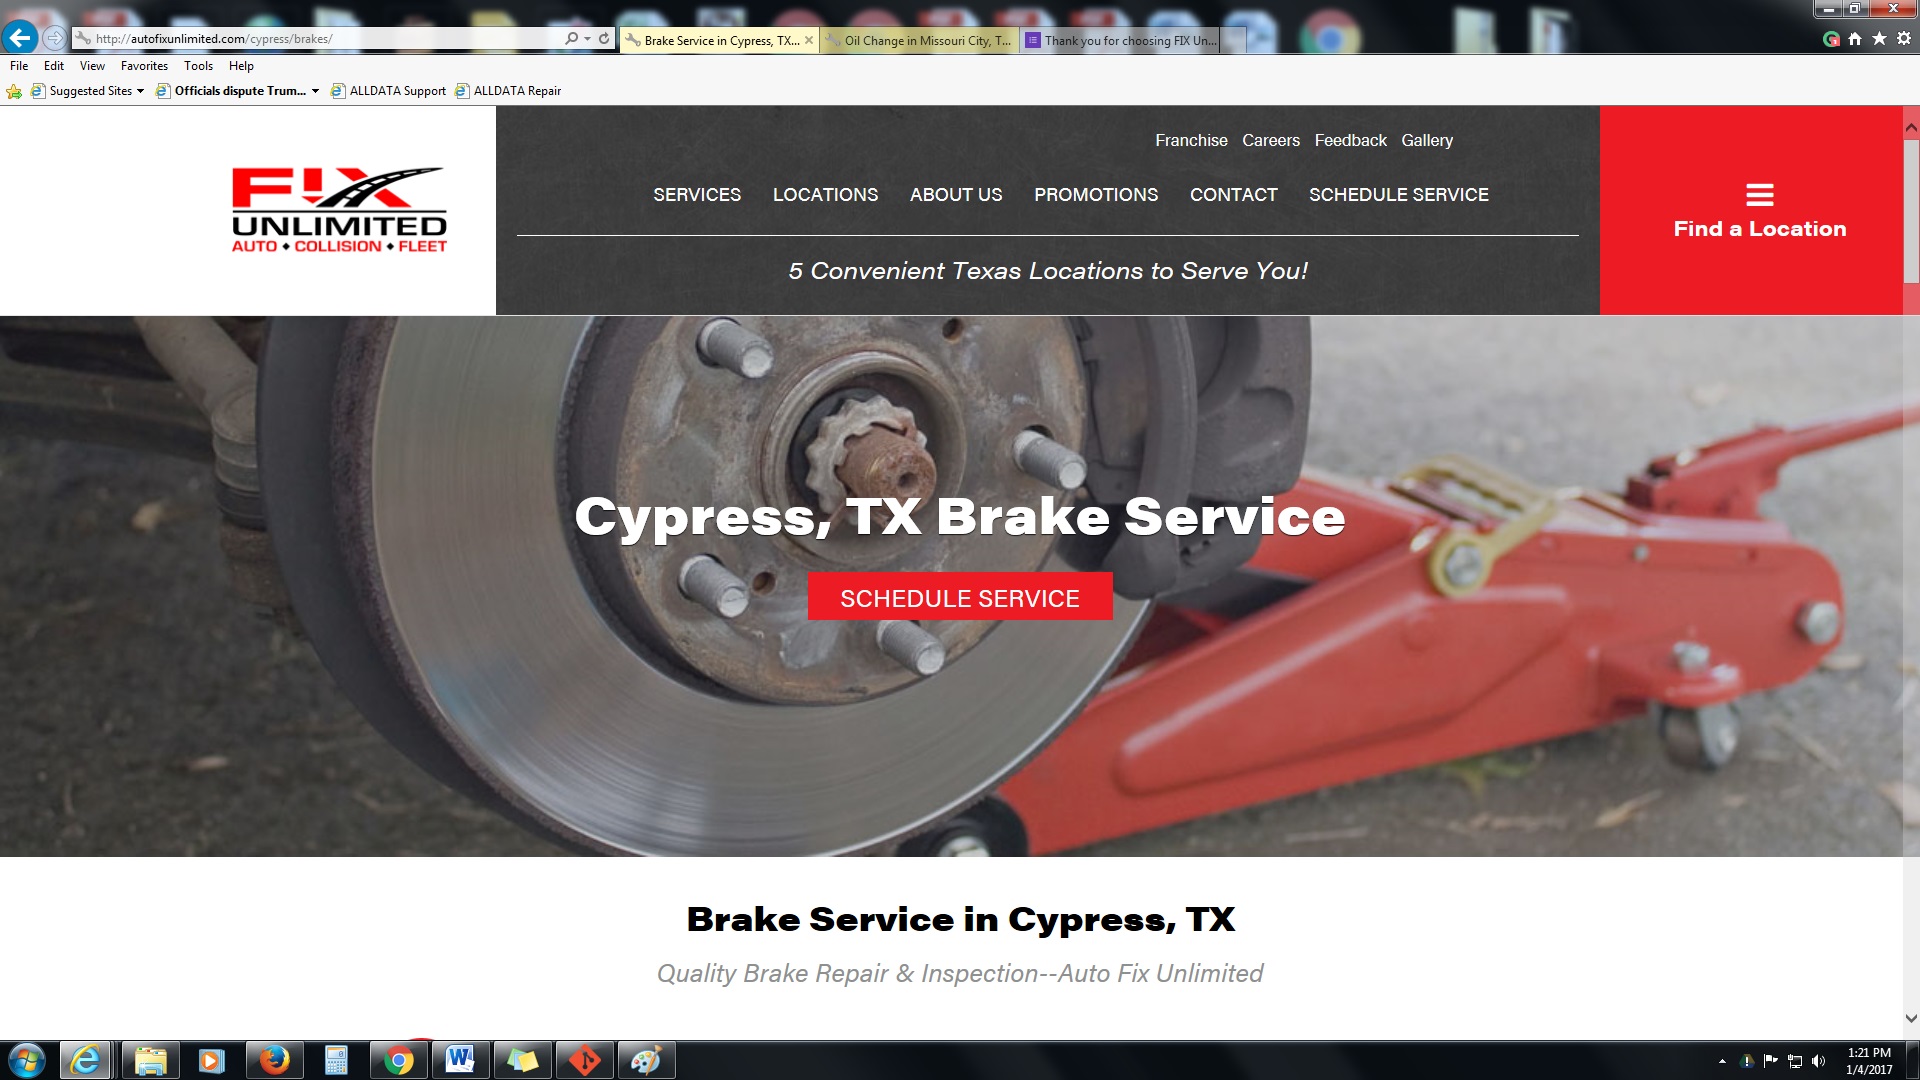 http://autofixunlimited.com/cypress/brakes/
Brake Service in Cypress, TX...
Oil Change in Missouri City, T...
Thank you for choosing FIX Un...
File Edit View Favorites Tools Help
Suggested Sites
Officials dispute Trum...
ALLDATA Support
ALLDATA Repair
FIX
UNLIMITED
AUTO • COLLISION • FLEET
Franchise Careers Feedback Gallery
SERVICES LOCATIONS ABOUT US PROMOTIONS CONTACT SCHEDULE SERVICE
5 Convenient Texas Locations to Serve You!
Find a Location
Cypress, TX Brake Service
SCHEDULE SERVICE
Brake Service in Cypress, TX
Quality Brake Repair & Inspection--Auto Fix Unlimited
1:21 PM
1/4/2017